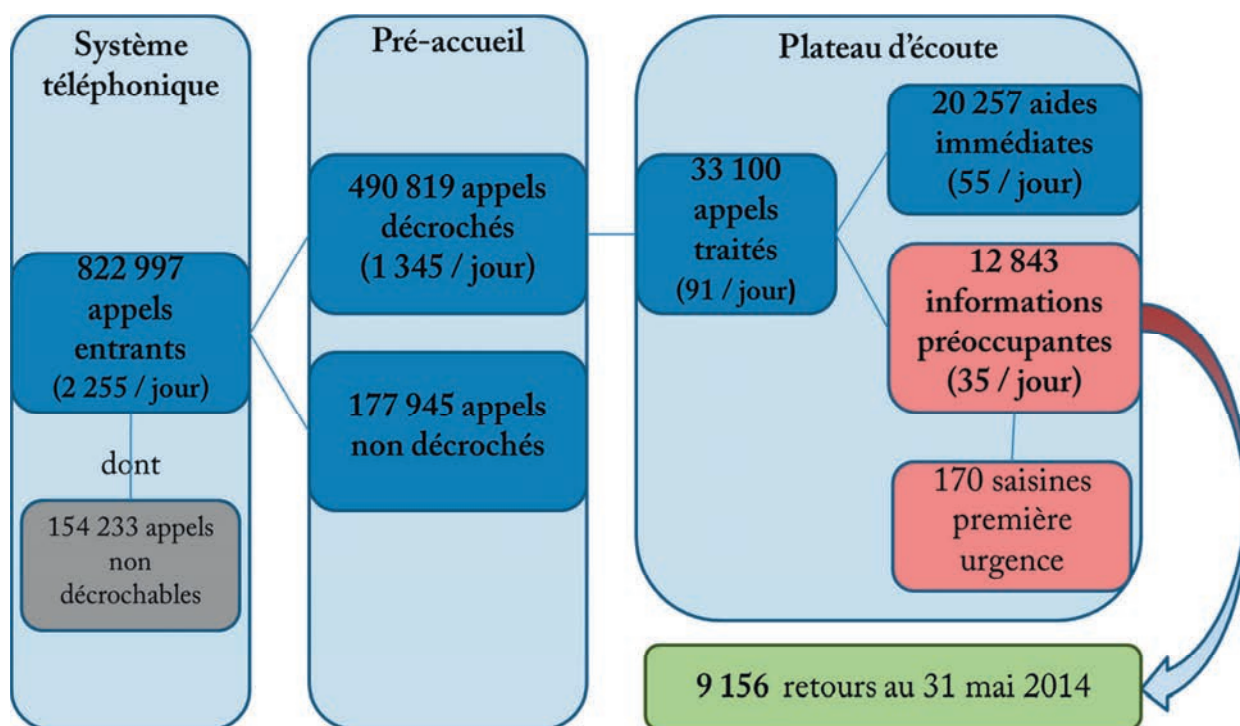 Système
téléphonique
822 997
appels
entrants
(2 255 / jour)
dont
154 233 appels
non
décrochables
Pré-accueil
490 819 appels
décrochés
(1 345 / jour)
177 945 appels
non décrochés
Plateau d’écoute
33 100
appels
traités
(91 / jour)
20 257 aides
immédiates
(55 / jour)
12 843
informations
préoccupantes
(35 / jour)
170 saisines
première
urgence
9 156 retours au 31 mai 2014